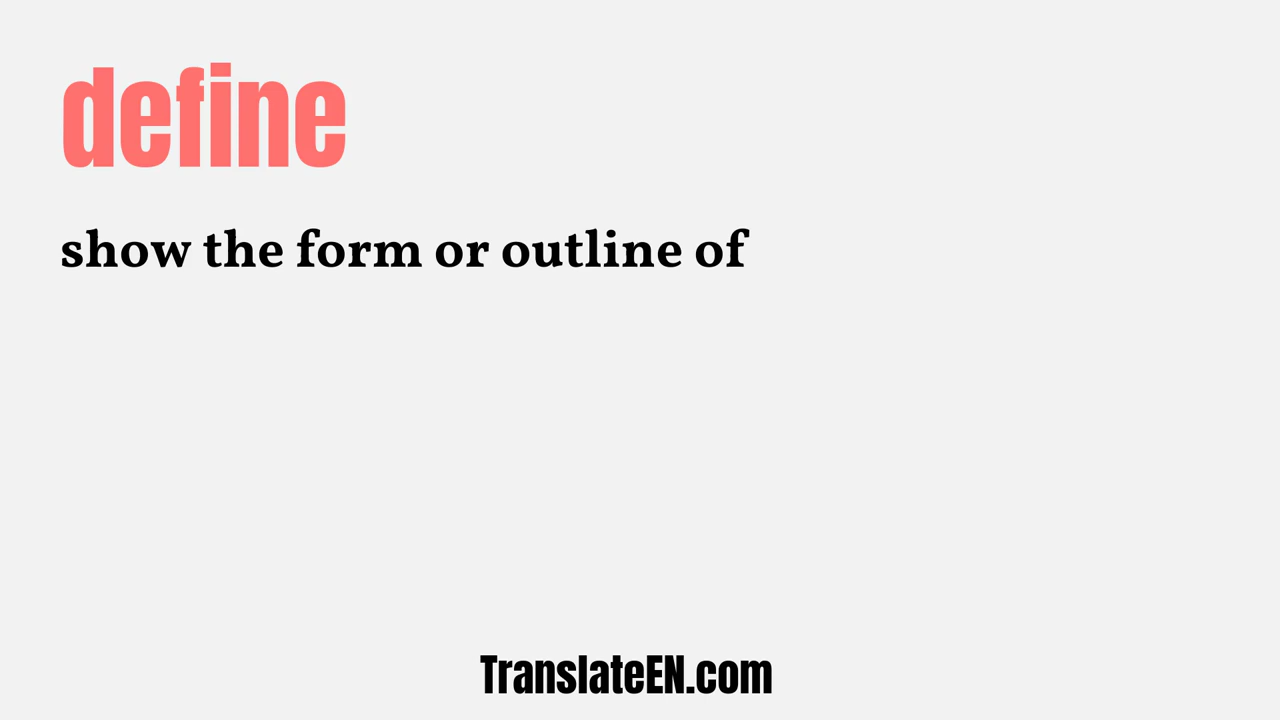 define
show the form or outline of
TranslateEN.com